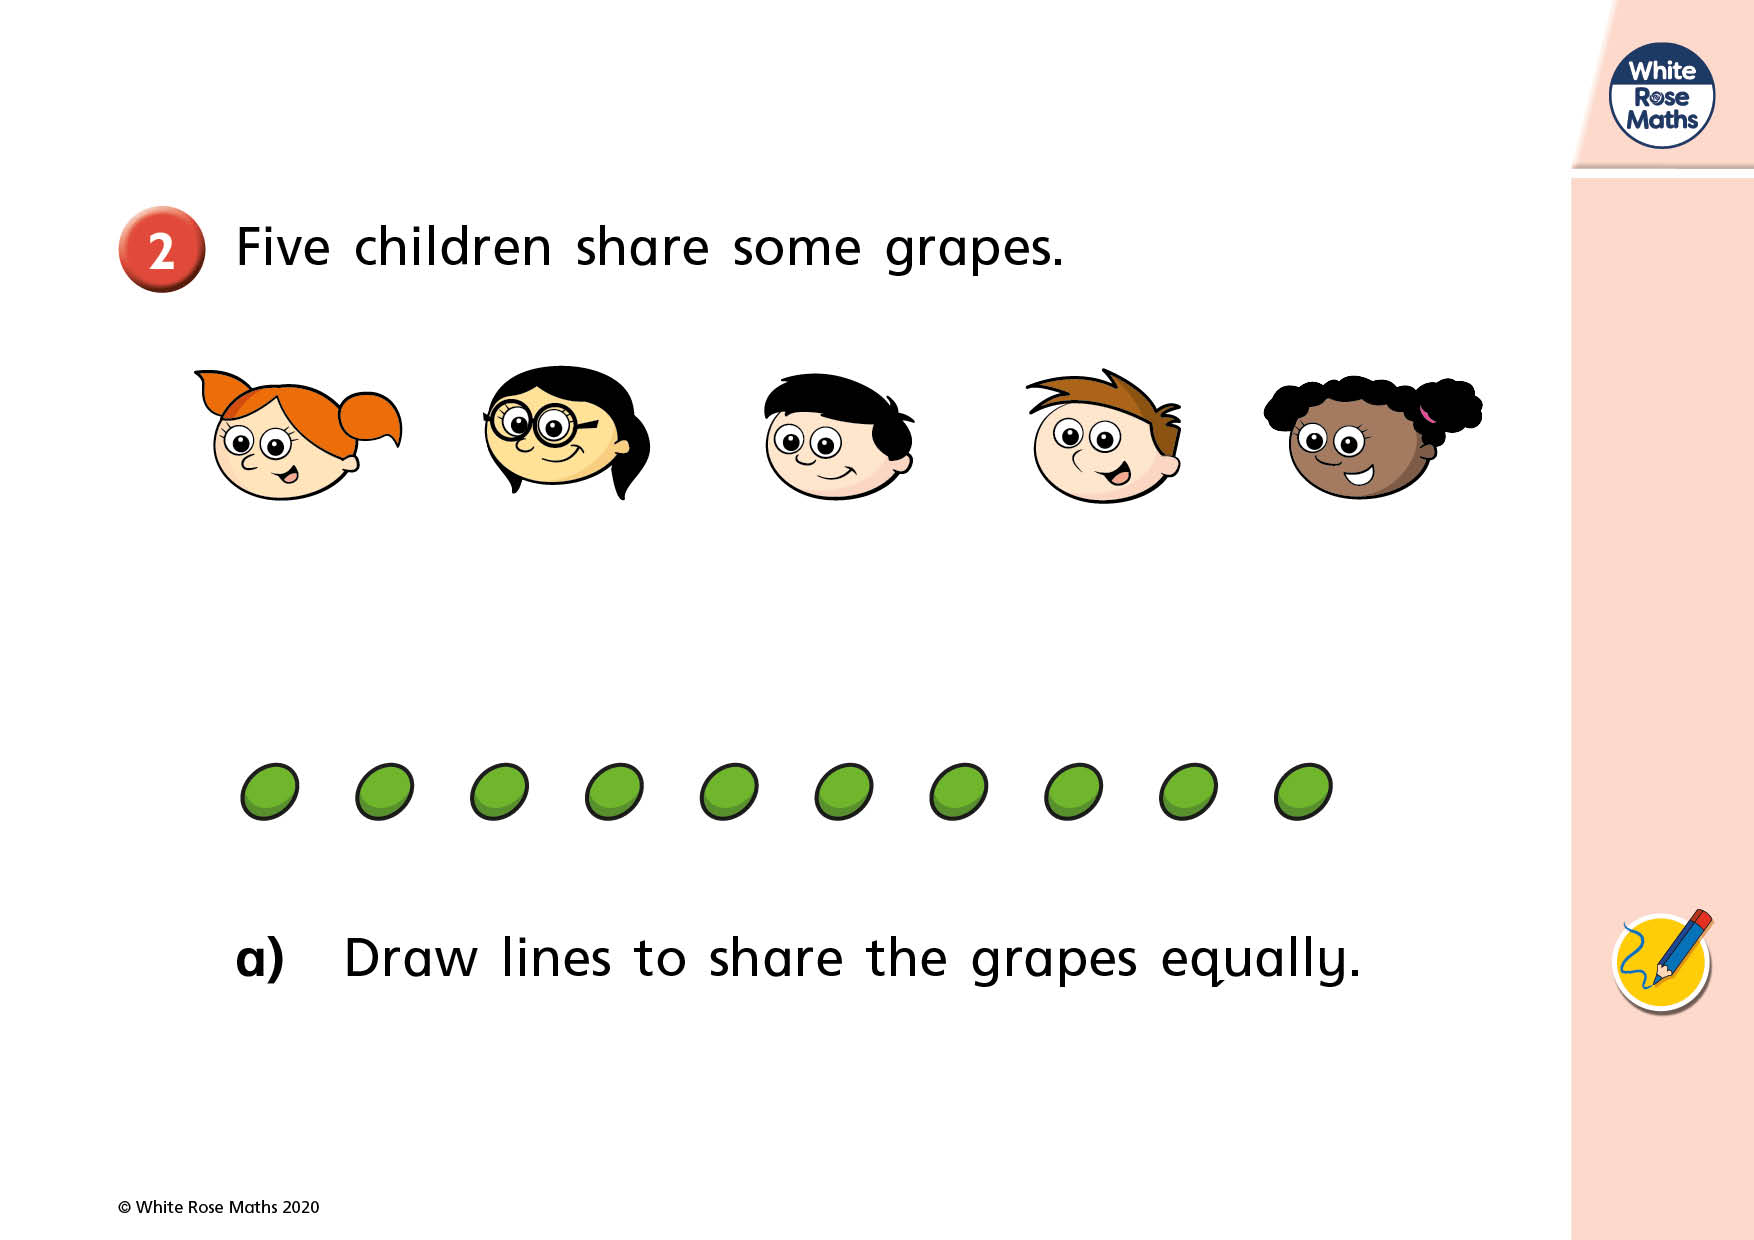 White
Rose
Maths
2 Five children share some grapes.
a) Draw lines to share the grapes equally.
© White Rose Maths 2020